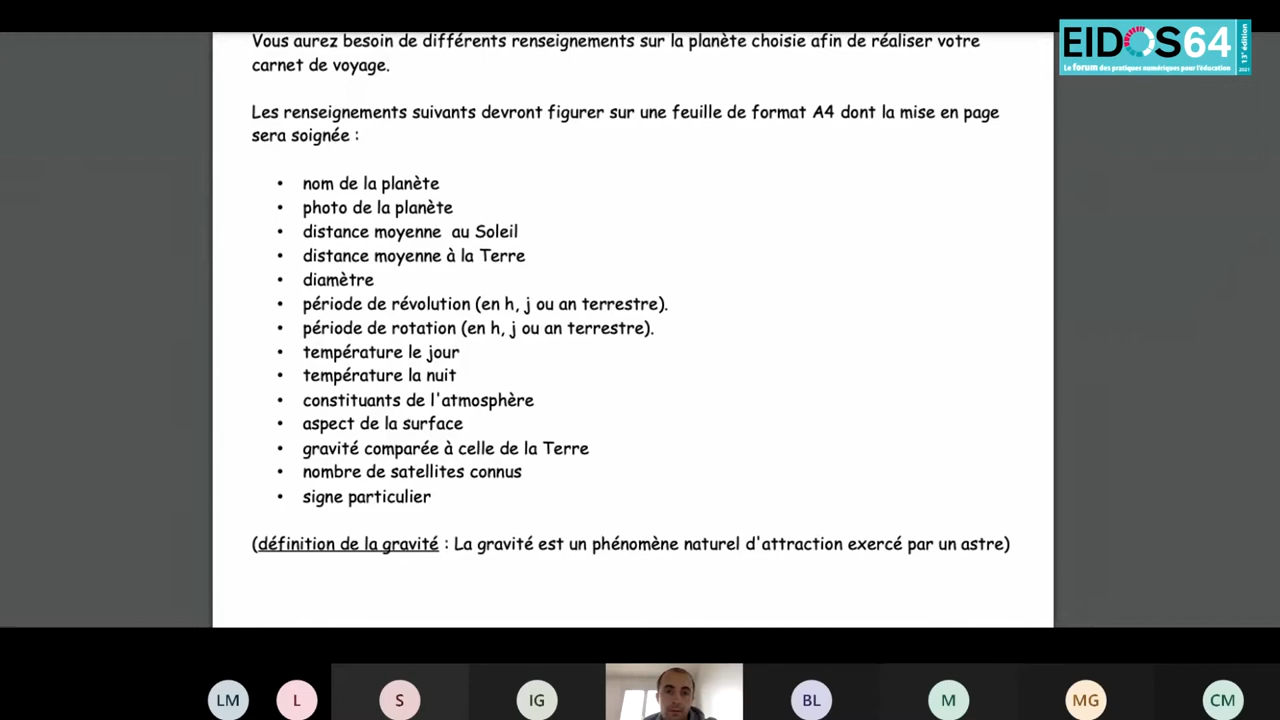 Vous aurez besoin de différents renseignements sur la planète choisie afin de réaliser votre
carnet de voyage.
EIDOS64
Le forum des pratiques numériques pour l'éducation
13e édition
2021
Les renseignements suivants devront figurer sur une feuille de format A4 dont la mise en page
sera soignée :
• nom de la planète
• photo de la planète
• distance moyenne au Soleil
• distance moyenne à la Terre
• diamètre
• période de révolution (en h, j ou an terrestre).
• période de rotation (en h, j ou an terrestre).
• température le jour
• température la nuit
• constituants de l'atmosphère
• aspect de la surface
• gravité comparée à celle de la Terre
• nombre de satellites connus
• signe particulier
(définition de la gravité : La gravité est un phénomène naturel d'attraction exercé par un astre)
LM L S IG BL M MG CM